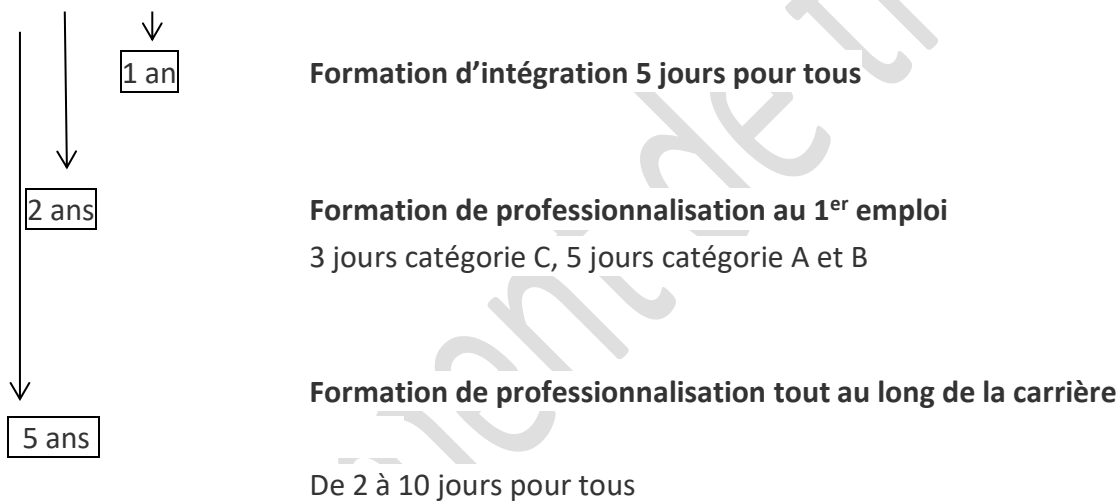 1 an Formation d’intégration 5 jours pour tous
2 ans Formation de professionnalisation au 1er emploi
3 jours catégorie C, 5 jours catégorie A et B
Formation de professionnalisation tout au long de la carrière
5 ans
De 2 à 10 jours pour tous